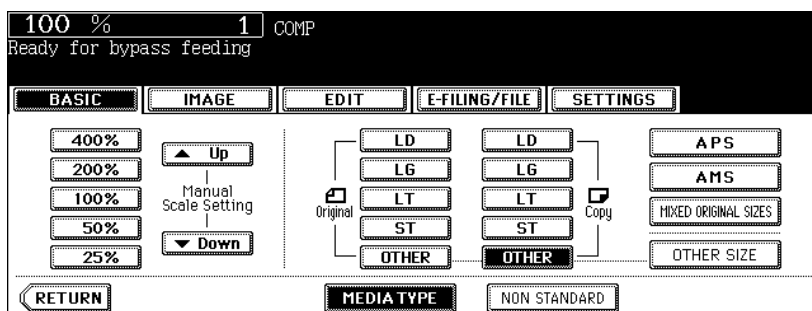 100 % 1 COMP
Ready for bypass feeding
BASIC IMAGE EDIT E-FILING/FILE SETTINGS
400% Up LD LD APS
200% LG LG AMS
100% Manual Scale Setting Original LT LT Copy MIXED ORIGINAL SIZES
50% ST ST
25% Down OTHER OTHER OTHER SIZE
RETURN MEDIA TYPE NON STANDARD